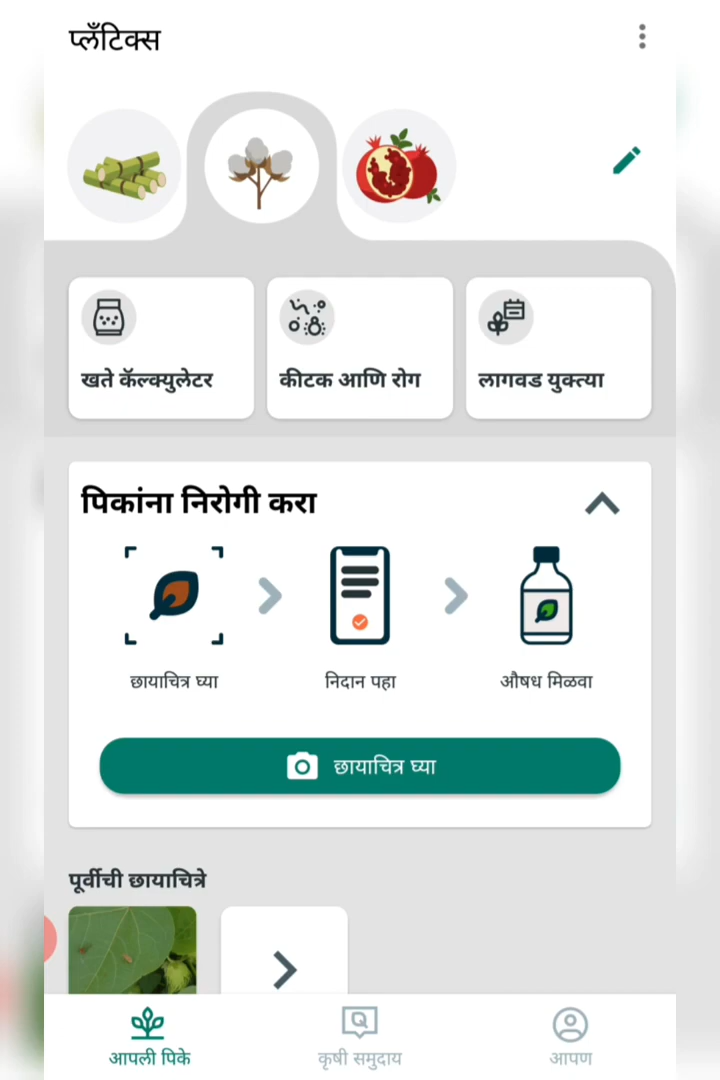 प्लँटिक्स
खते कॅल्क्युलेटर
कीटक आणि रोग
लागवड युक्त्या
पिकांना निरोगी करा
छायाचित्र घ्या
निदान पहा
औषध मिळवा
छायाचित्र घ्या
पूर्वीची छायाचित्रे
आपली पिके
कृषी समुदाय
आपण